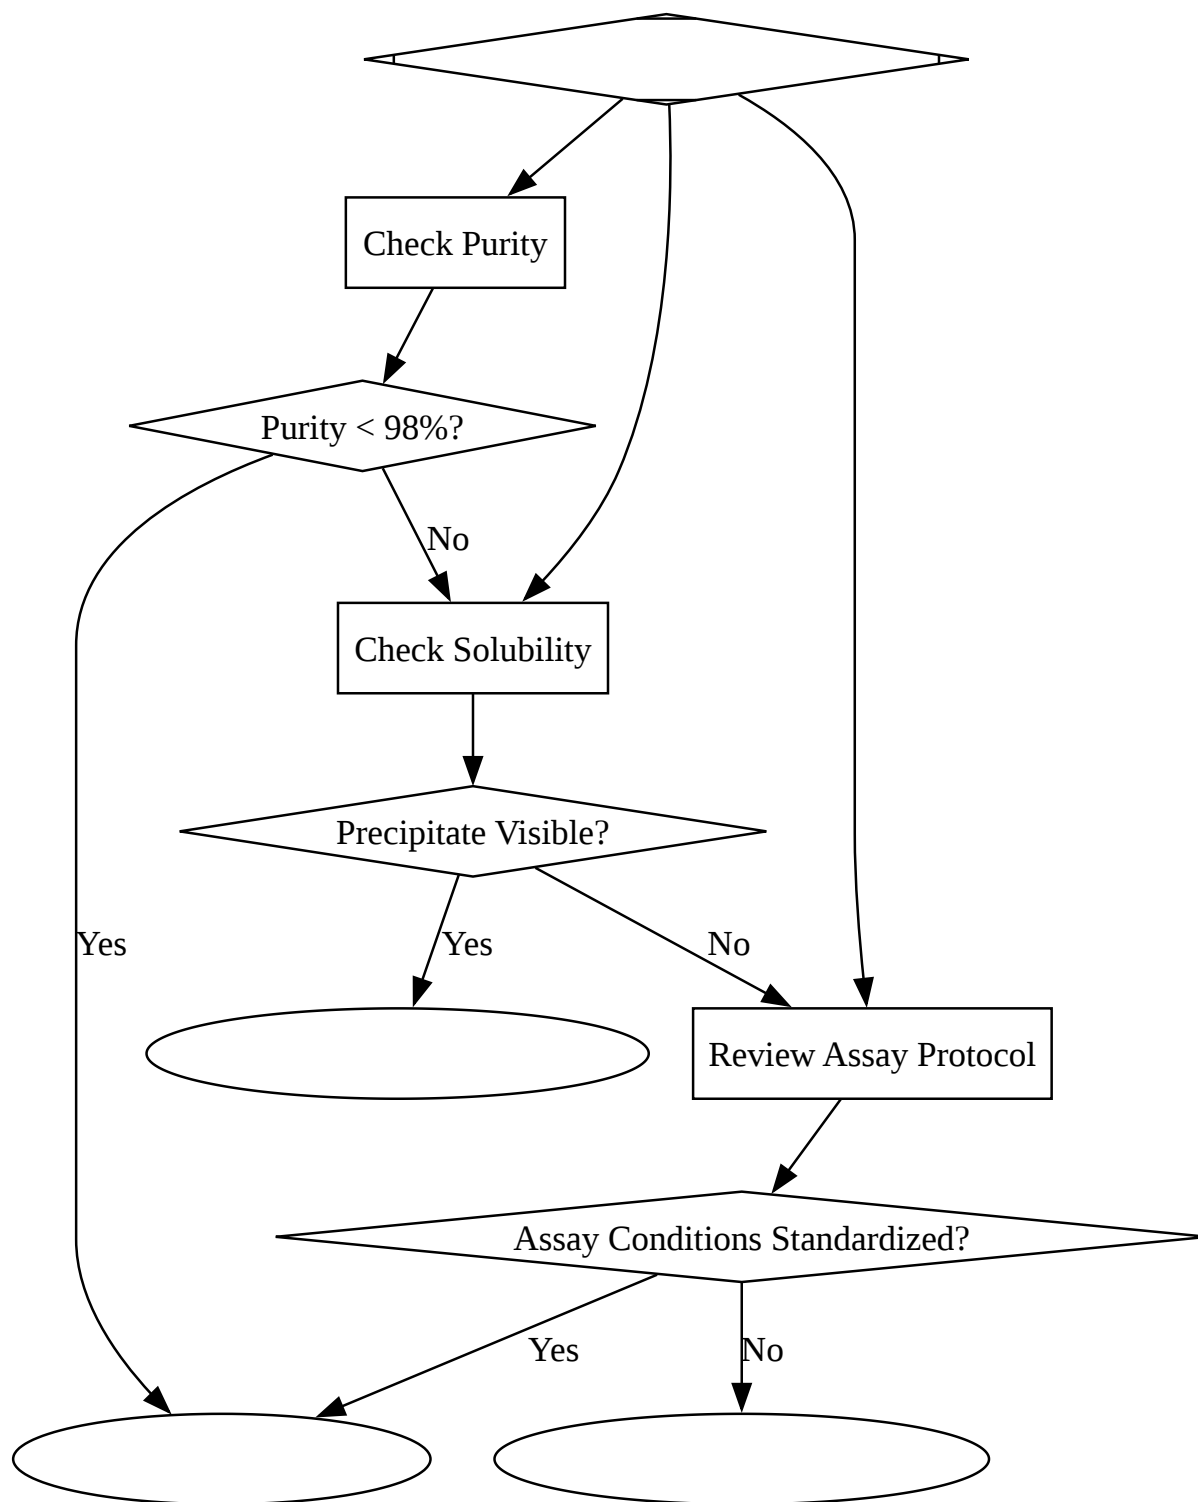 Check Purity
Purity < 98%?
No
Check Solubility
Precipitate Visible?
Yes
Yes
No
Review Assay Protocol
Assay Conditions Standardized?
Yes
No